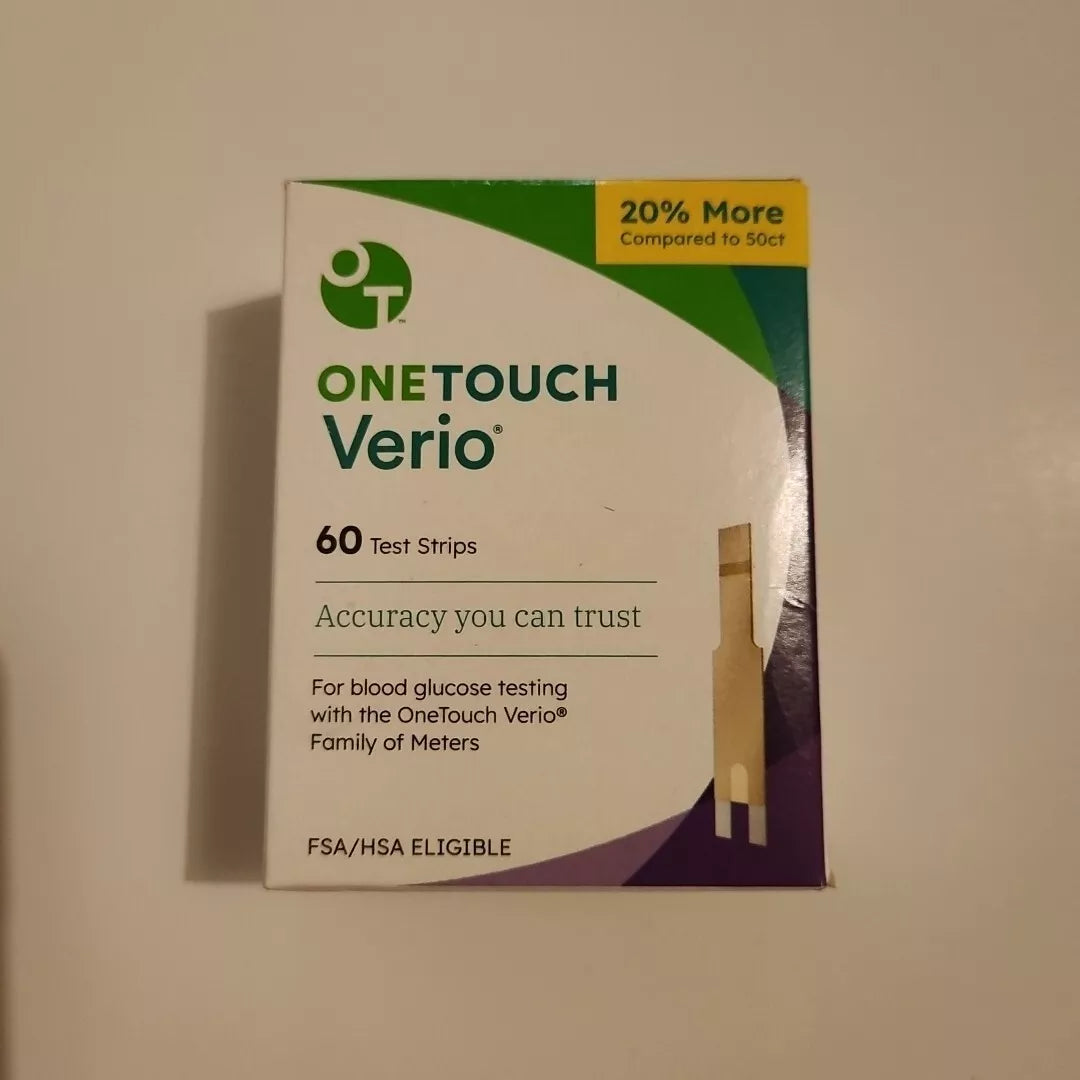 20% More
Compared to 50ct
OT™
ONETOUCH
Verio®
60 Test Strips
Accuracy you can trust
For blood glucose testing
with the OneTouch Verio®
Family of Meters
FSA/HSA ELIGIBLE